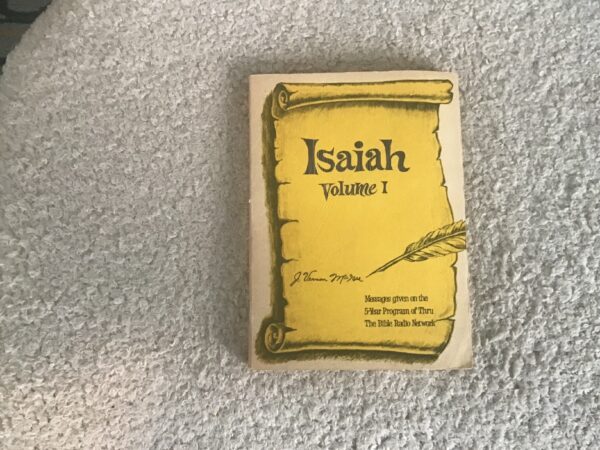 Isaiah
Volume I
J. Vernon McGee
Messages given on the
5-Year Program of Thru
The Bible Radio Network